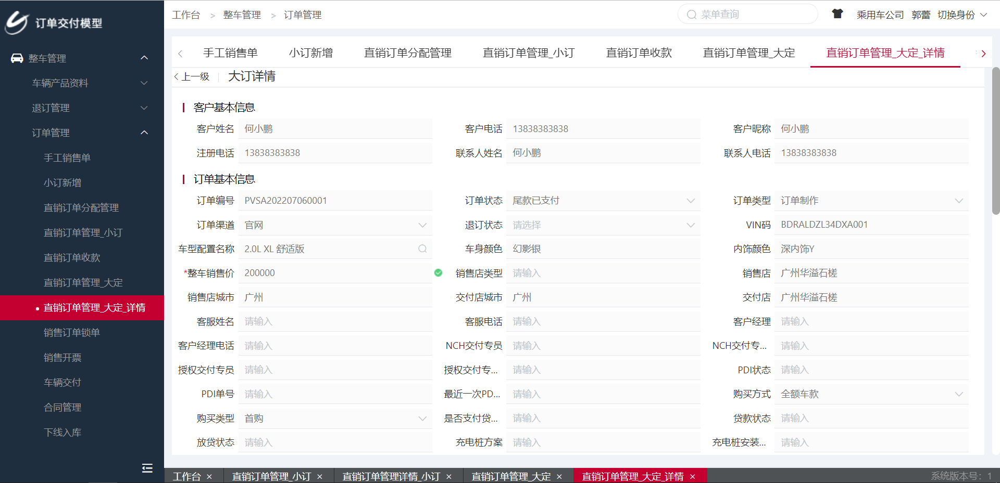 订单交付模型
工作台 > 整车管理 > 订单管理
菜单查询
乘用车公司 郭蕾 切换身份
整车管理
车辆产品资料
退订管理
订单管理
手工销售单
小订新增
直销订单分配管理
直销订单管理_小订
直销订单收款
直销订单管理_大定
直销订单管理_大定_详情
销售订单锁单
销售开票
车辆交付
合同管理
下线入库
手工销售单 小订新增 直销订单分配管理 直销订单管理_小订 直销订单收款 直销订单管理_大定 直销订单管理_大定_详情
上一级 大订详情
客户基本信息
客户姓名 何小鹏 客户电话 13838383838 客户昵称 何小鹏
注册电话 13838383838 联系人姓名 何小鹏 联系人电话 13838383838
订单基本信息
订单编号 PVSA202207060001 订单状态 尾款已支付 订单类型 订单制作
订单渠道 官网 退订状态 请选择 VIN码 BDRALDZL34DXA001
车型配置名称 2.0L XL 舒适版 车身颜色 幻影银 内饰颜色 深内饰Y
*整车销售价 200000 销售店类型 请输入 销售店 广州华溢石槎
销售店城市 广州 交付店城市 广州 交付店 广州华溢石槎
客服姓名 请输入 客服电话 请输入 客户经理 请输入
客户经理电话 请输入 NCH交付专员 请输入 NCH交付专... 请输入
授权交付专员 请输入 授权交付专... 请输入 PDI状态 请输入
PDI单号 请输入 最近一次PD... 请输入 购买方式 全额车款
购买类型 首购 是否支付贷... 请输入 贷款状态 请输入
放贷状态 请输入 充电桩方案 请输入 充电桩安装... 请输入
工作台 × 直销订单管理_小订 × 直销订单管理详情_小订 × 直销订单管理_大定 × 直销订单管理_大定_详情 ×
系统版本号：1